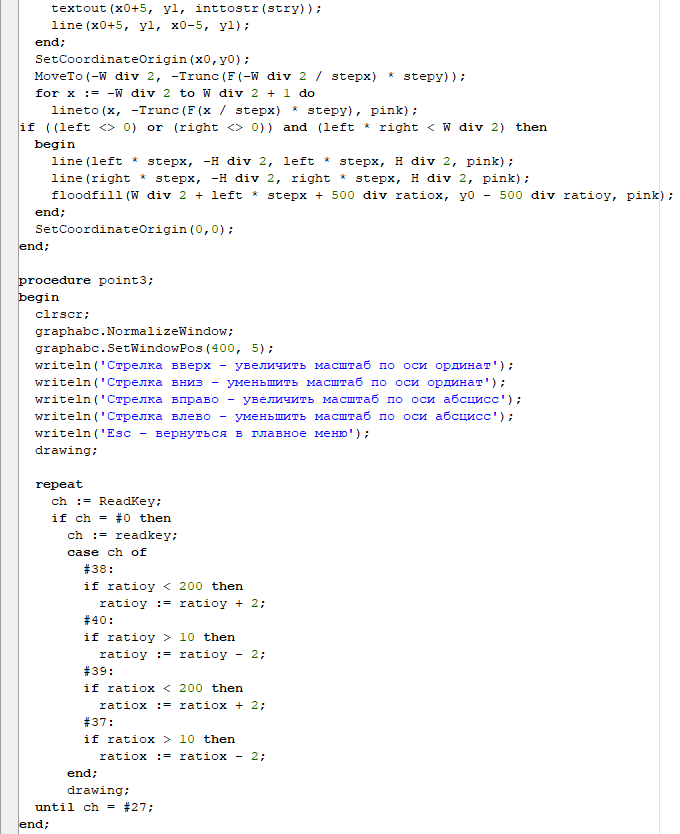 textout(x0+5, y1, inttostr(stry));
line(x0+5, y1, x0-5, y1);
end;
SetCoordinateOrigin(x0,y0);
MoveTo(-W div 2, -Trunc(F(-W div 2 / stepx) * stepy));
for x := -W div 2 to W div 2 + 1 do
lineto(x, -Trunc(F(x / stepx) * stepy), pink);
if ((left <> 0) or (right <> 0)) and (left * right < W div 2) then
begin
line(left * stepx, -H div 2, left * stepx, H div 2, pink);
line(right * stepx, -H div 2, right * stepx, H div 2, pink);
floodfill(W div 2 + left * stepx + 500 div ratiox, y0 - 500 div ratioy, pink);
end;
SetCoordinateOrigin(0,0);
end;
procedure point3;
begin
clrscr;
graphabc.NormalizeWindow;
graphabc.SetWindowPos(400, 5);
writeln('Стрелка вверх - увеличить масштаб по оси ординат');
writeln('Стрелка вниз - уменьшить масштаб по оси ординат');
writeln('Стрелка вправо - увеличить масштаб по оси абсцисс');
writeln('Стрелка влево - уменьшить масштаб по оси абсцисс');
writeln('Esc - вернуться в главное меню');
drawing;
repeat
ch := ReadKey;
if ch = #0 then
ch := readkey;
case ch of
#38:
if ratioy < 200 then
ratioy := ratioy + 2;
#40:
if ratioy > 10 then
ratioy := ratioy - 2;
#39:
if ratiox < 200 then
ratiox := ratiox + 2;
#37:
if ratiox > 10 then
ratiox := ratiox - 2;
end;
drawing;
until ch = #27;
end;